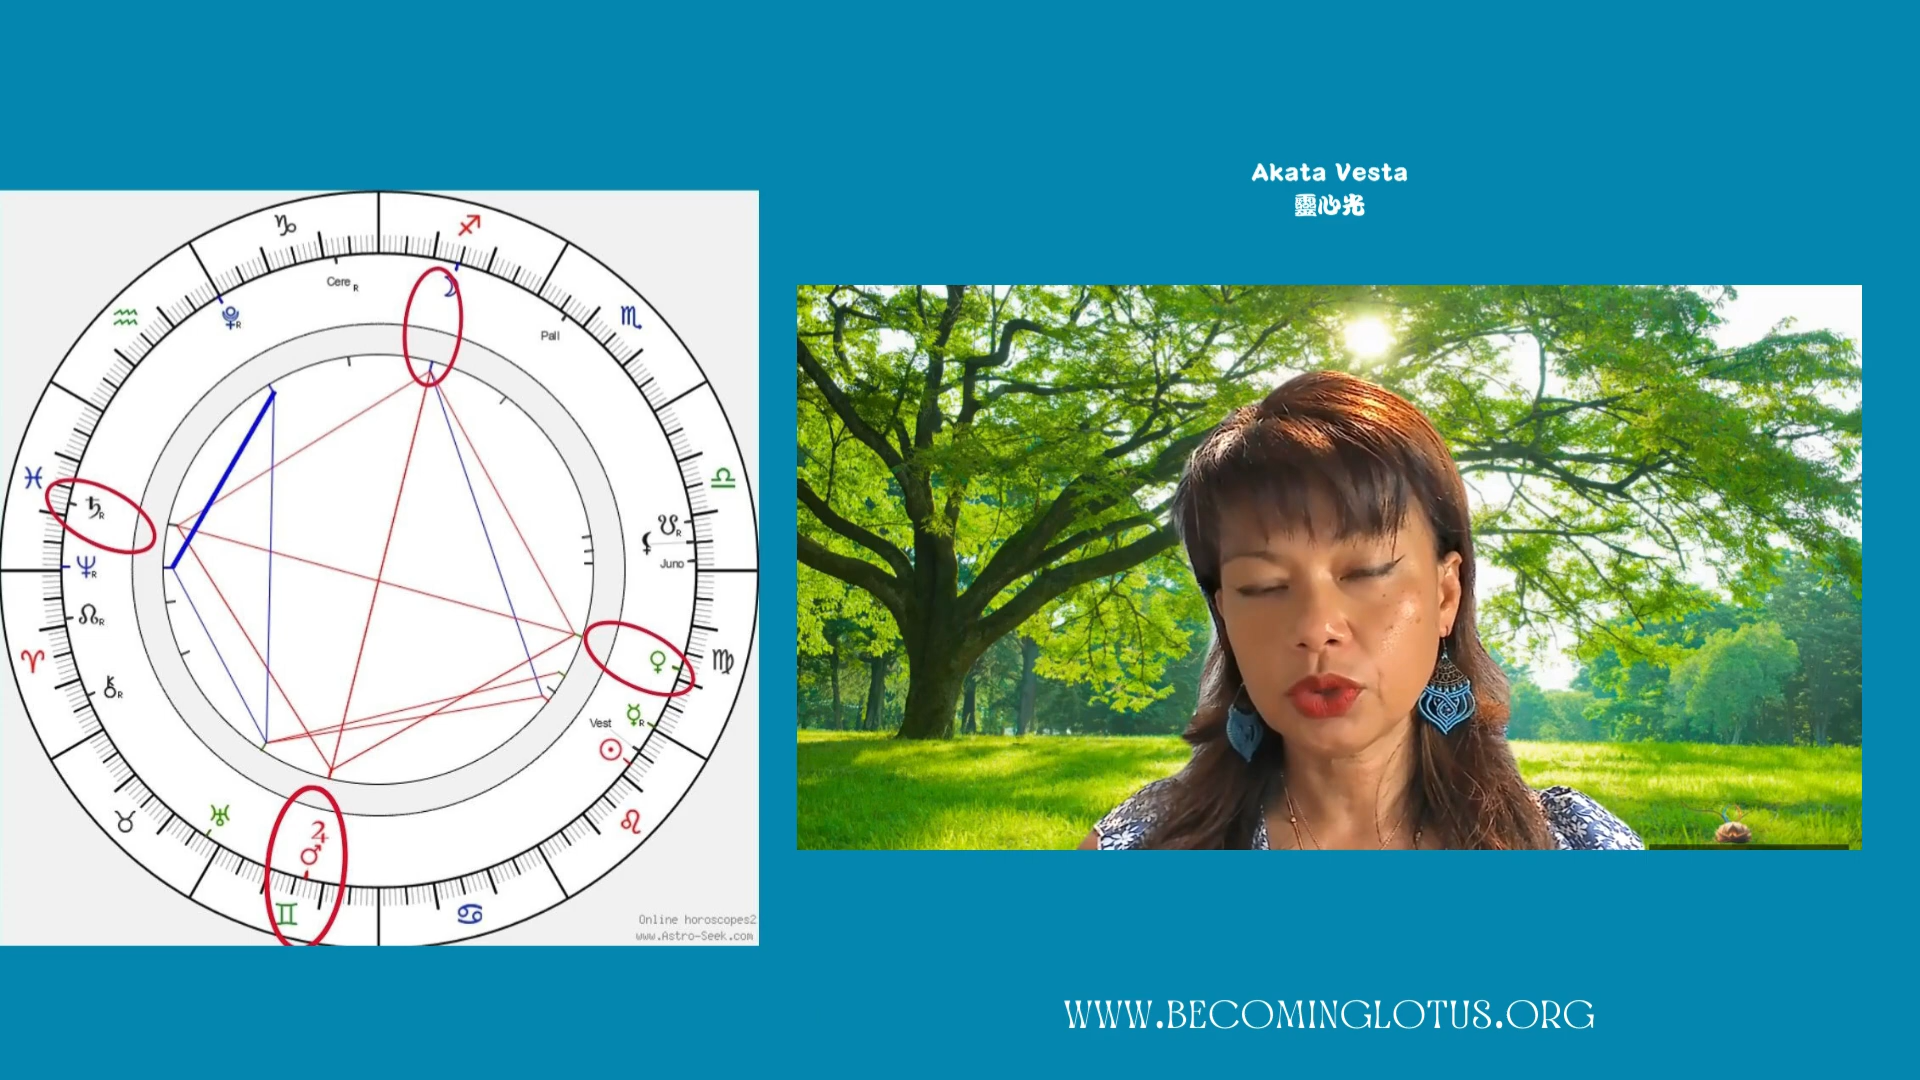 Akata Vesta
靈心光
Cere R
Pall
Juno
Vest
R
R
R
R
R
R
R
Online horoscopes2
www.Astro-Seek.com
WWW.BECOMINGLOTUS.ORG